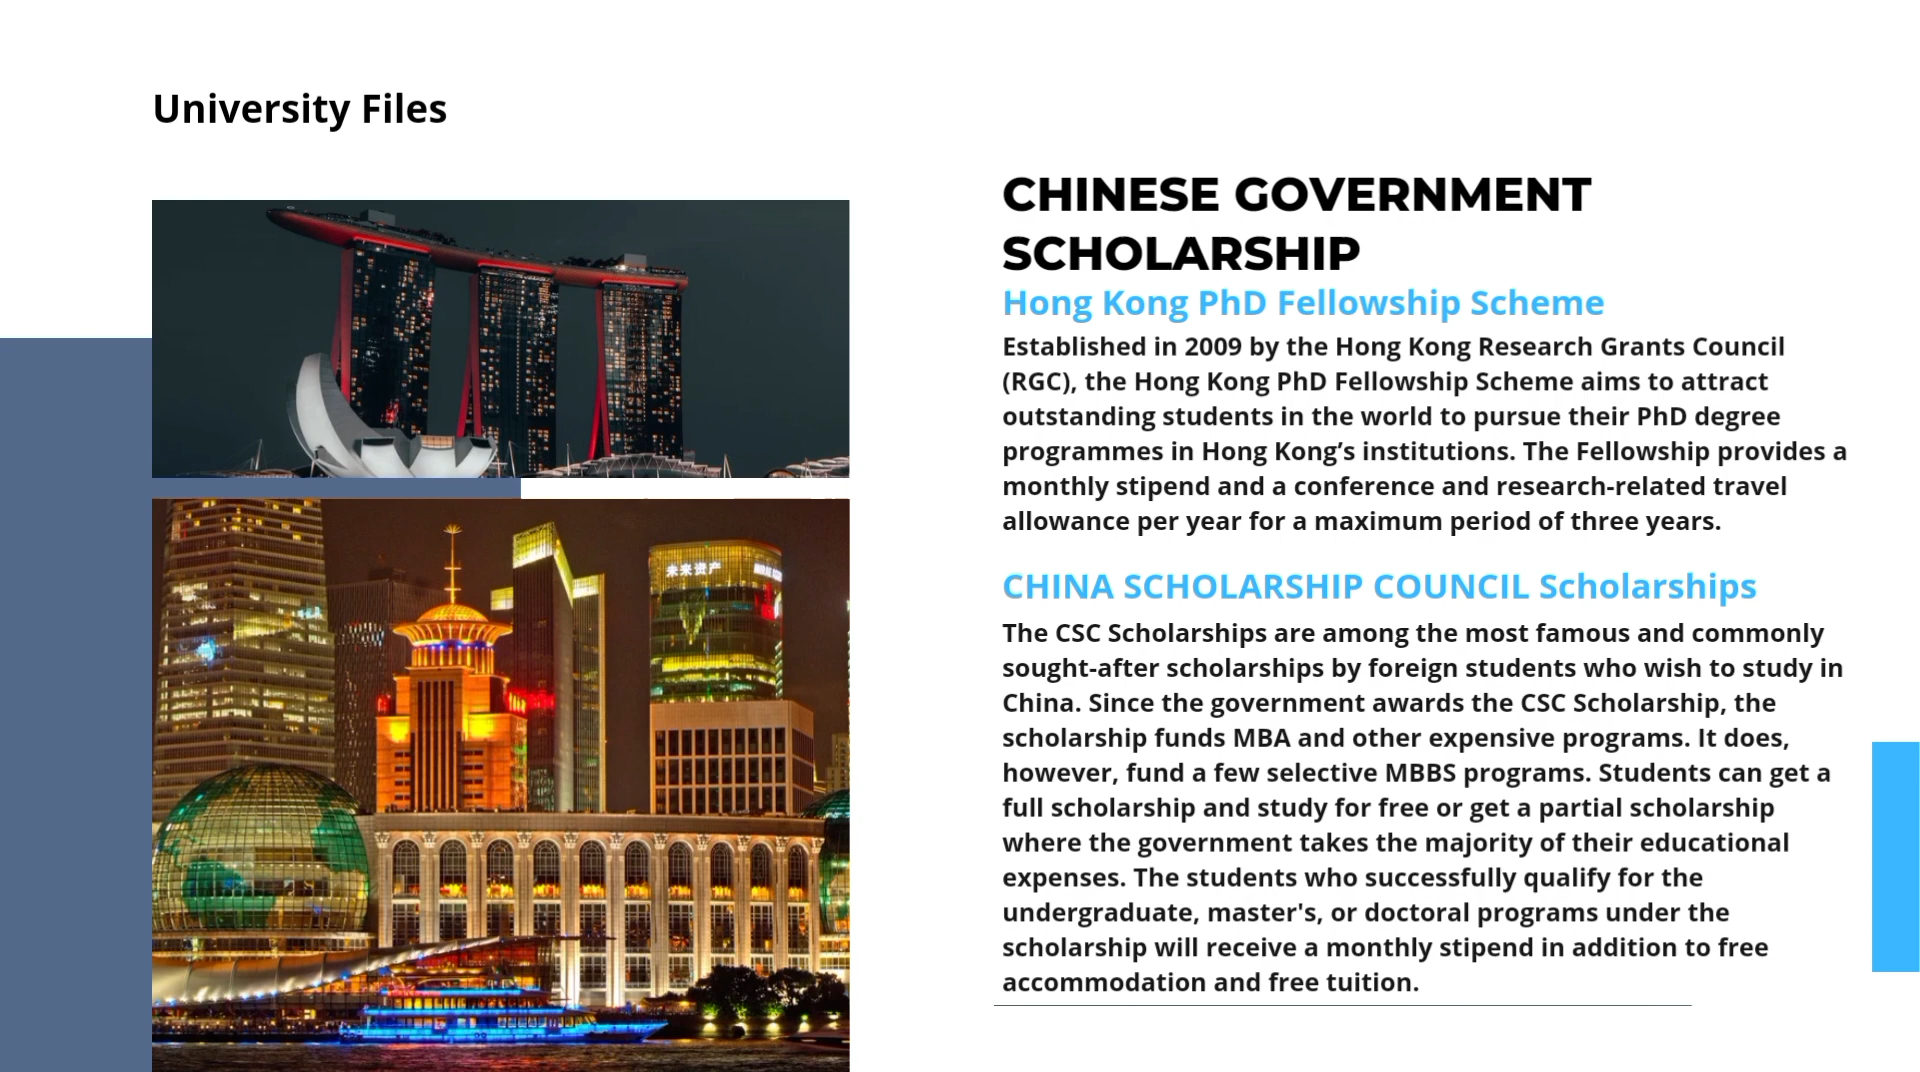 University Files
CHINESE GOVERNMENT
SCHOLARSHIP
Hong Kong PhD Fellowship Scheme
Established in 2009 by the Hong Kong Research Grants Council
(RGC), the Hong Kong PhD Fellowship Scheme aims to attract
outstanding students in the world to pursue their PhD degree
programmes in Hong Kong’s institutions. The Fellowship provides a
monthly stipend and a conference and research-related travel
allowance per year for a maximum period of three years.
CHINA SCHOLARSHIP COUNCIL Scholarships
The CSC Scholarships are among the most famous and commonly
sought-after scholarships by foreign students who wish to study in
China. Since the government awards the CSC Scholarship, the
scholarship funds MBA and other expensive programs. It does,
however, fund a few selective MBBS programs. Students can get a
full scholarship and study for free or get a partial scholarship
where the government takes the majority of their educational
expenses. The students who successfully qualify for the
undergraduate, master's, or doctoral programs under the
scholarship will receive a monthly stipend in addition to free
accommodation and free tuition.
未来资产